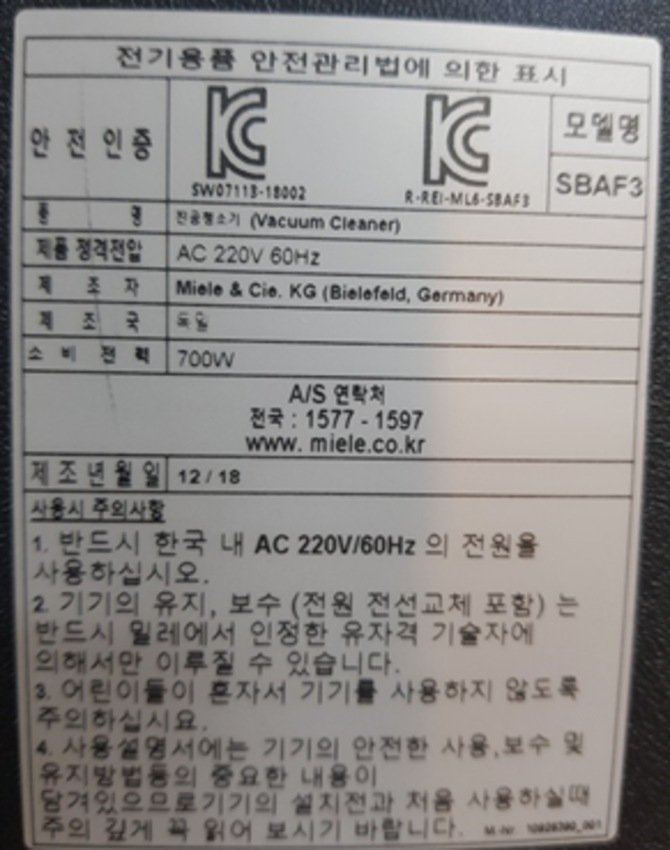 전기용품 안전관리법에 의한 표시
안 전 인 증
KC
SW07113-18002
KC
R-REI-ML6-SBAF3
모델명
SBAF3
품 명 진공청소기 (Vacuum Cleaner)
제품 정격전압 AC 220V 60Hz
제 조 자 Miele & Cie. KG (Bielefeld, Germany)
제 조 국 독일
소 비 전 력 700W
A/S 연락처
전국 : 1577 - 1597
www. miele.co.kr
제 조 년 월 일 12 / 18
사용시 주의사항
1. 반드시 한국 내 AC 220V/60Hz 의 전원을
사용하십시오.
2. 기기의 유지, 보수 (전원 전선교체 포함) 는
반드시 밀레에서 인정한 유자격 기술자에
의해서만 이루질 수 있습니다.
3. 어린이들이 혼자서 기기를 사용하지 않도록
주의하십시요.
4. 사용설명서에는 기기의 안전한 사용,보수 및
유지방법등의 중요한 내용이
담겨있으므로기기의 설치전과 처음 사용하실때
주의 깊게 꼭 읽어 보시기 바랍니다. M.-Nr.